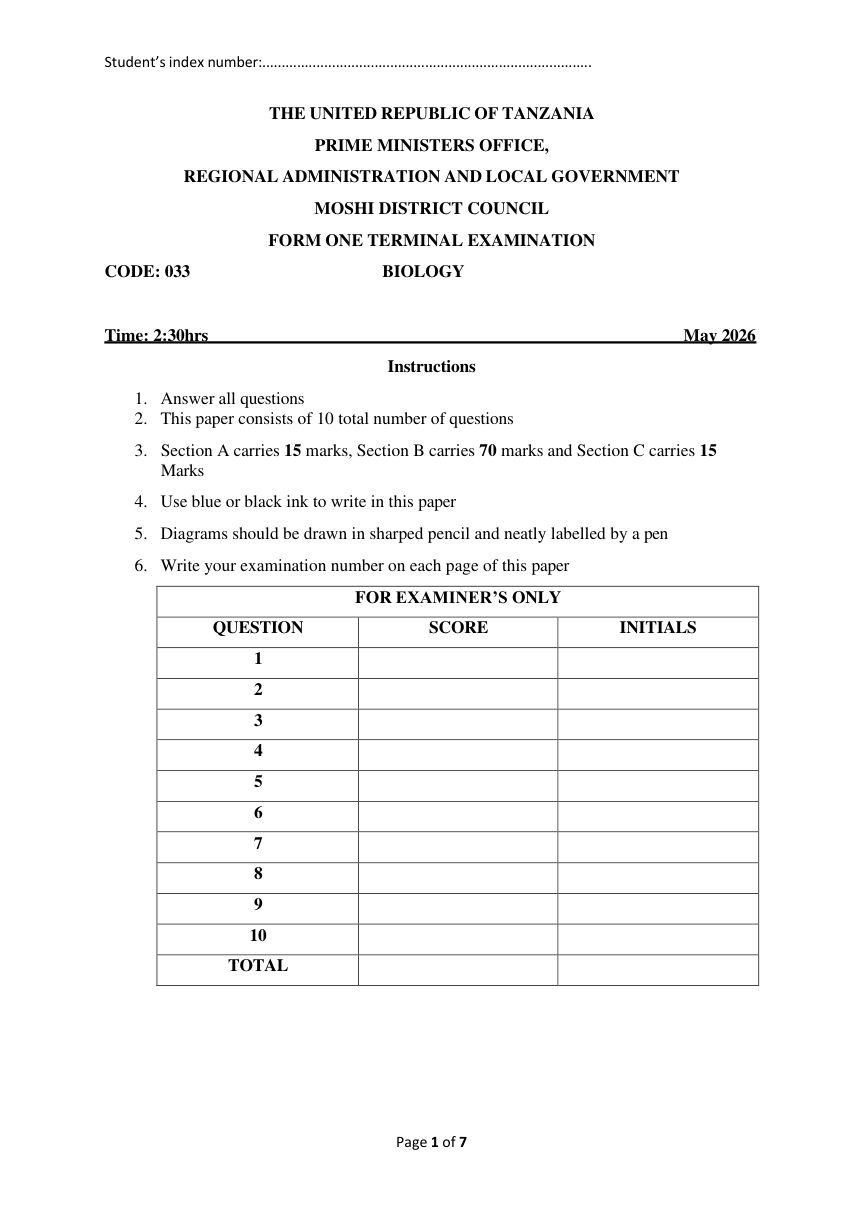 Student’s index number:.....................................................................................
THE UNITED REPUBLIC OF TANZANIA
PRIME MINISTERS OFFICE,
REGIONAL ADMINISTRATION AND LOCAL GOVERNMENT
MOSHI DISTRICT COUNCIL
FORM ONE TERMINAL EXAMINATION
CODE: 033 BIOLOGY
Time: 2:30hrs May 2026
Instructions
1. Answer all questions
2. This paper consists of 10 total number of questions
3. Section A carries 15 marks, Section B carries 70 marks and Section C carries 15
Marks
4. Use blue or black ink to write in this paper
5. Diagrams should be drawn in sharped pencil and neatly labelled by a pen
6. Write your examination number on each page of this paper
FOR EXAMINER’S ONLY
QUESTION SCORE INITIALS
1
2
3
4
5
6
7
8
9
10
TOTAL
Page 1 of 7